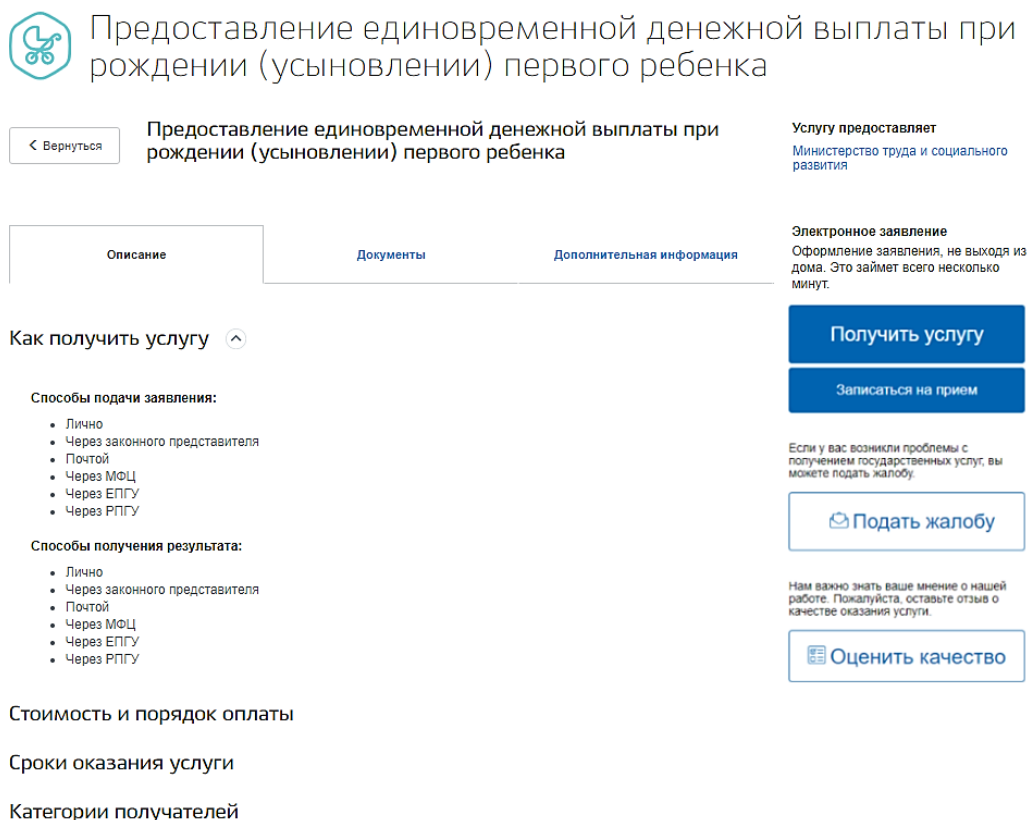 Предоставление единовременной денежной выплаты при
рождении (усыновлении) первого ребенка
Вернуться
Предоставление единовременной денежной выплаты при
рождении (усыновлении) первого ребенка
Услугу предоставляет
Министерство труда и социального
развития
Описание
Документы
Дополнительная информация
Электронное заявление
Оформление заявления, не выходя из
дома. Это займет всего несколько
минут.
Получить услугу
Записаться на прием
Как получить услугу
Способы подачи заявления:
Лично
Через законного представителя
Почтой
Через МФЦ
Через ЕПГУ
Через РПГУ
Способы получения результата:
Лично
Через законного представителя
Почтой
Через МФЦ
Через ЕПГУ
Через РПГУ
Если у вас возникли проблемы с
получением государственных услуг, вы
можете подать жалобу.
Подать жалобу
Нам важно знать ваше мнение о нашей
работе. Пожалуйста, оставьте отзыв о
качестве оказания услуги.
Оценить качество
Стоимость и порядок оплаты
Сроки оказания услуги
Категории получателей